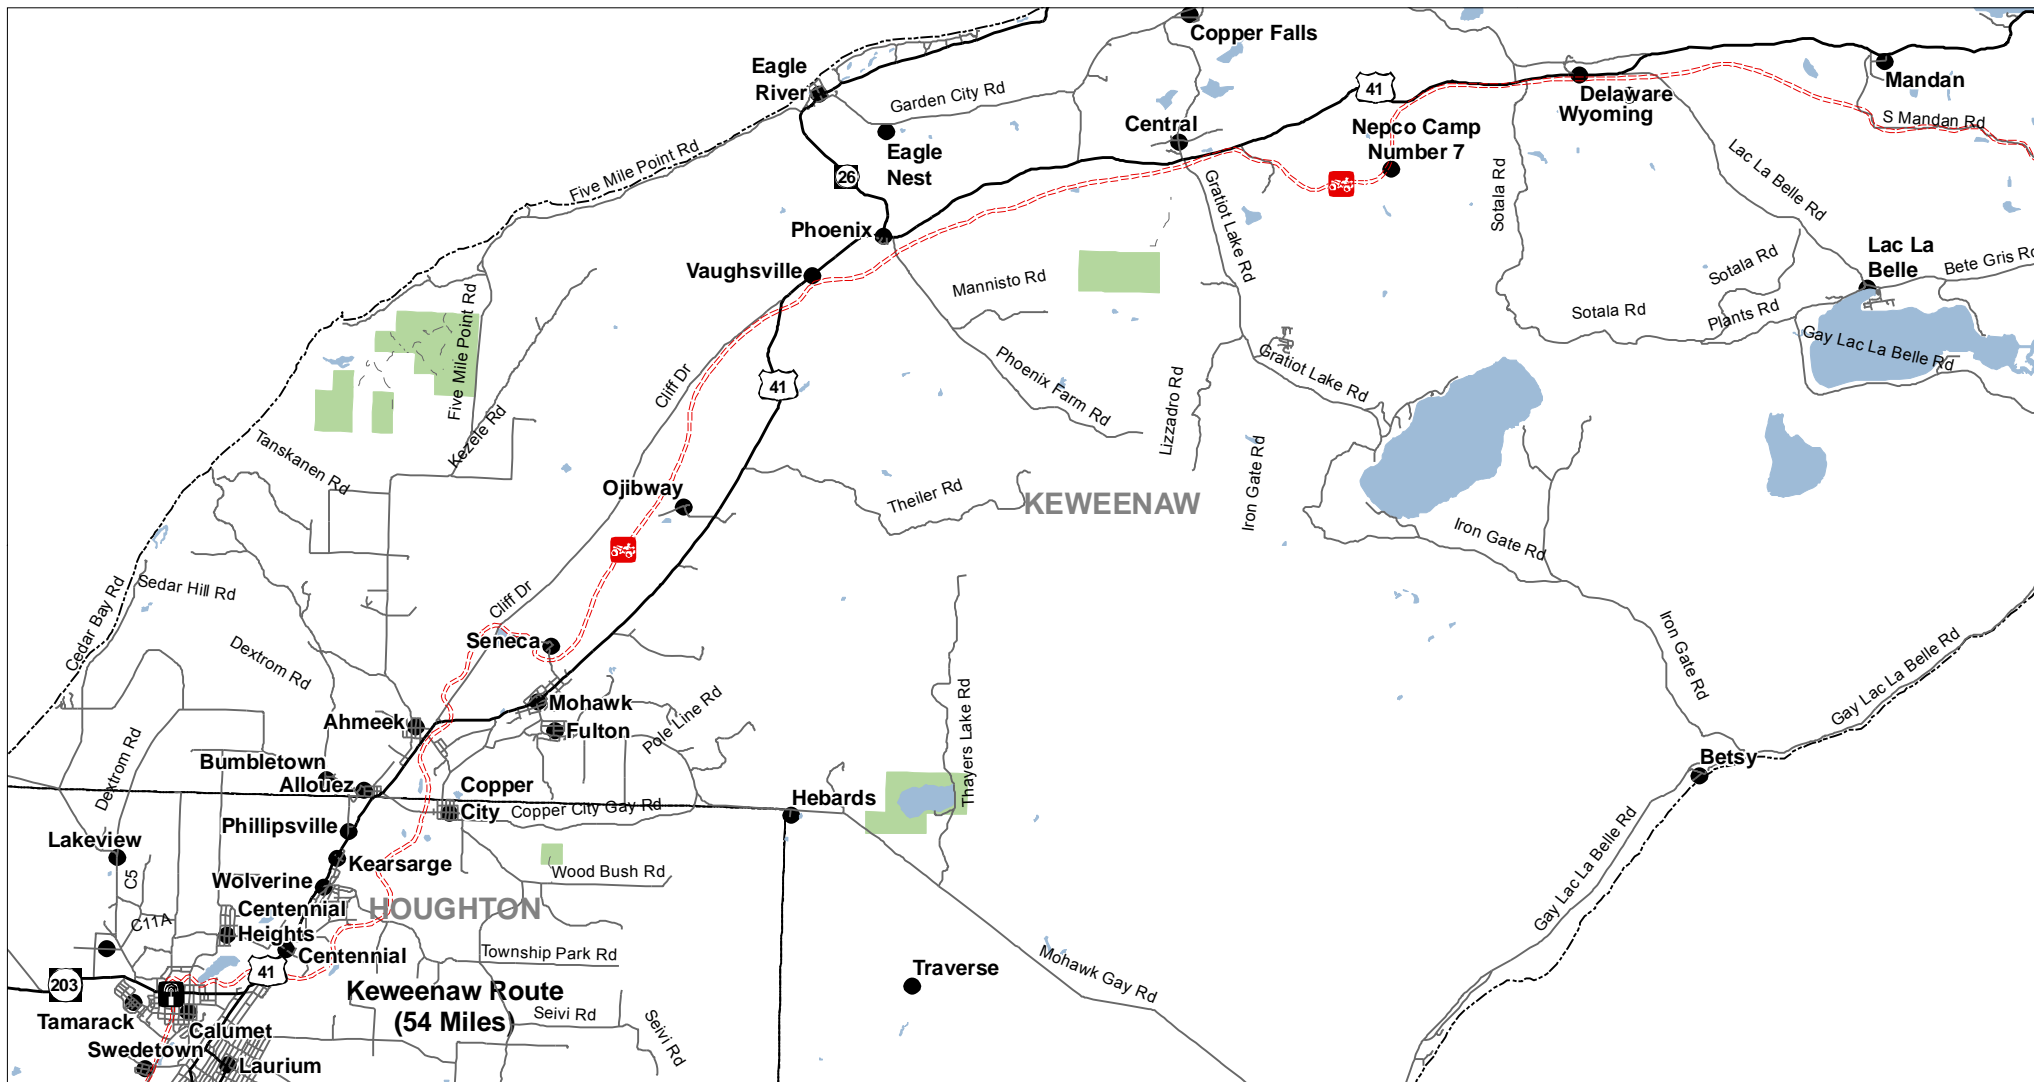 Copper Falls
Eagle
River
41
Mandan
Garden City Rd
Delaware
Wyoming
Central
Nepco Camp
Number 7
S Mandan Rd
Eagle
Nest
Five Mile Point Rd
26
Lac La Belle Rd
Sotala Rd
Gratiot Lake Rd
Phoenix
Lac La
Belle
Bete Gris Rd
Sotala Rd
Vaughsville
Mannisto Rd
Five Mile Point Rd
Sotala Rd
Plants Rd
Gay Lac La Belle Rd
Cliff Dr
41
Phoenix Farm Rd
Gratiot Lake Rd
Lizzadro Rd
Kezele Rd
Tanskanen Rd
Iron Gate Rd
Ojibway
Theiler Rd
KEWEENAW
Iron Gate Rd
Sedar Hill Rd
Cedar Bay Rd
Cliff Dr
Seneca
Dextrom Rd
Iron Gate Rd
Gay Lac La Belle Rd
Mohawk
Thayers Lake Rd
Pole Line Rd
Ahmeek
Fulton
Dextrom Rd
Bumbletown
Betsy
Allouez
Copper
City
Copper City Gay Rd
Hebards
Phillipsville
Lakeview
Kearsarge
Wood Bush Rd
Gay Lac La Belle Rd
C5
Wolverine
Centennial
Heights
HOUGHTON
C11A
Centennial
Township Park Rd
41
203
Traverse
Mohawk Gay Rd
Keweenaw Route
(54 Miles)
Seivi Rd
Seivi Rd
Tamarack
Calumet
Swedetown
Laurium